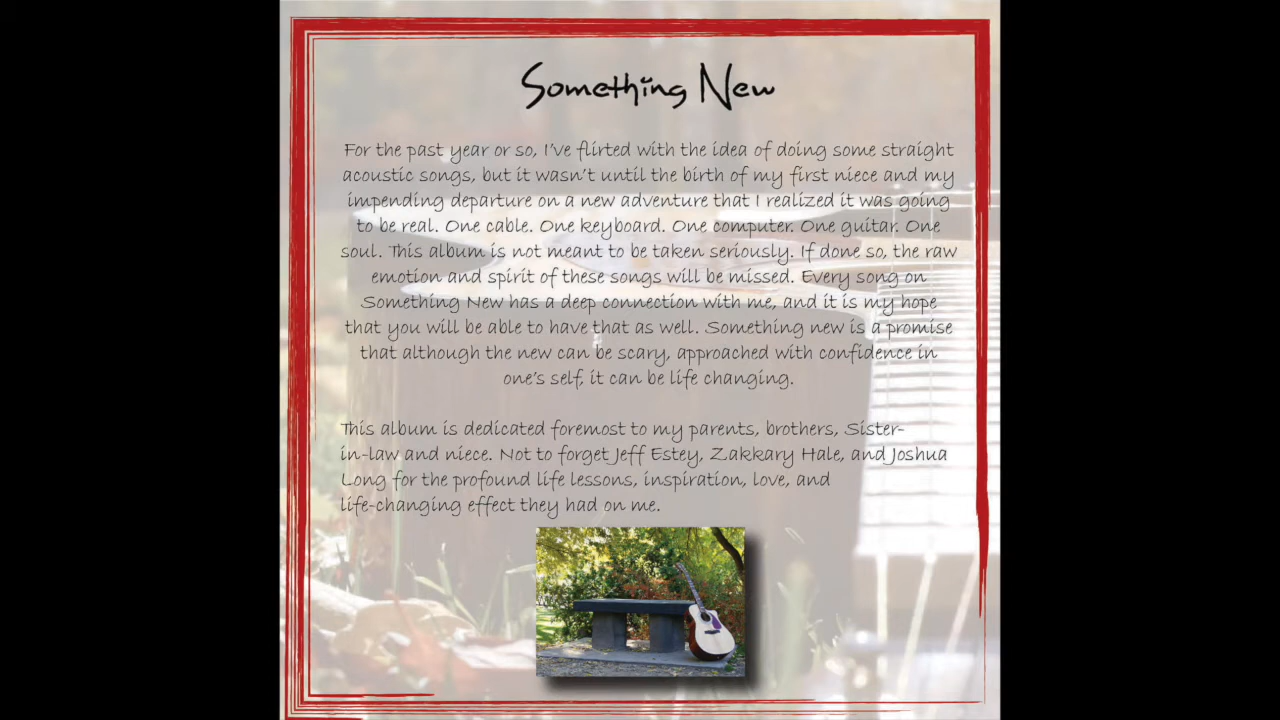 Something New
For the past year or so, I've flirted with the idea of doing some straight
acoustic songs, but it wasn't until the birth of my first niece and my
impending departure on a new adventure that I realized it was going
to be real. One cable. One keyboard. One computer. One guitar. One
soul. This album is not meant to be taken seriously. If done so, the raw
emotion and spirit of these songs will be missed. Every song on
Something New has a deep connection with me, and it is my hope
that you will be able to have that as well. Something new is a promise
that although the new can be scary, approached with confidence in
one's self, it can be life changing.
This album is dedicated foremost to my parents, brothers, Sister-
in-law and niece. Not to forget Jeff Estey, Zakkary Hale, and Joshua
Long for the profound life lessons, inspiration, love, and
life-changing effect they had on me.